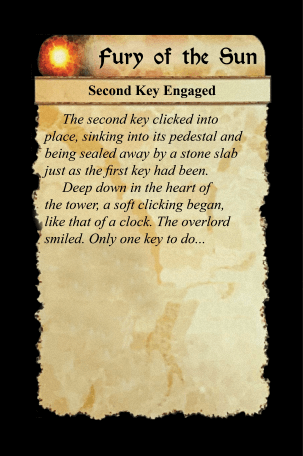 Fury of the Sun
Second Key Engaged
The second key clicked into
place, sinking into its pedestal and
being sealed away by a stone slab
just as the first key had been.
Deep down in the heart of
the tower, a soft clicking began,
like that of a clock. The overlord
smiled. Only one key to do...